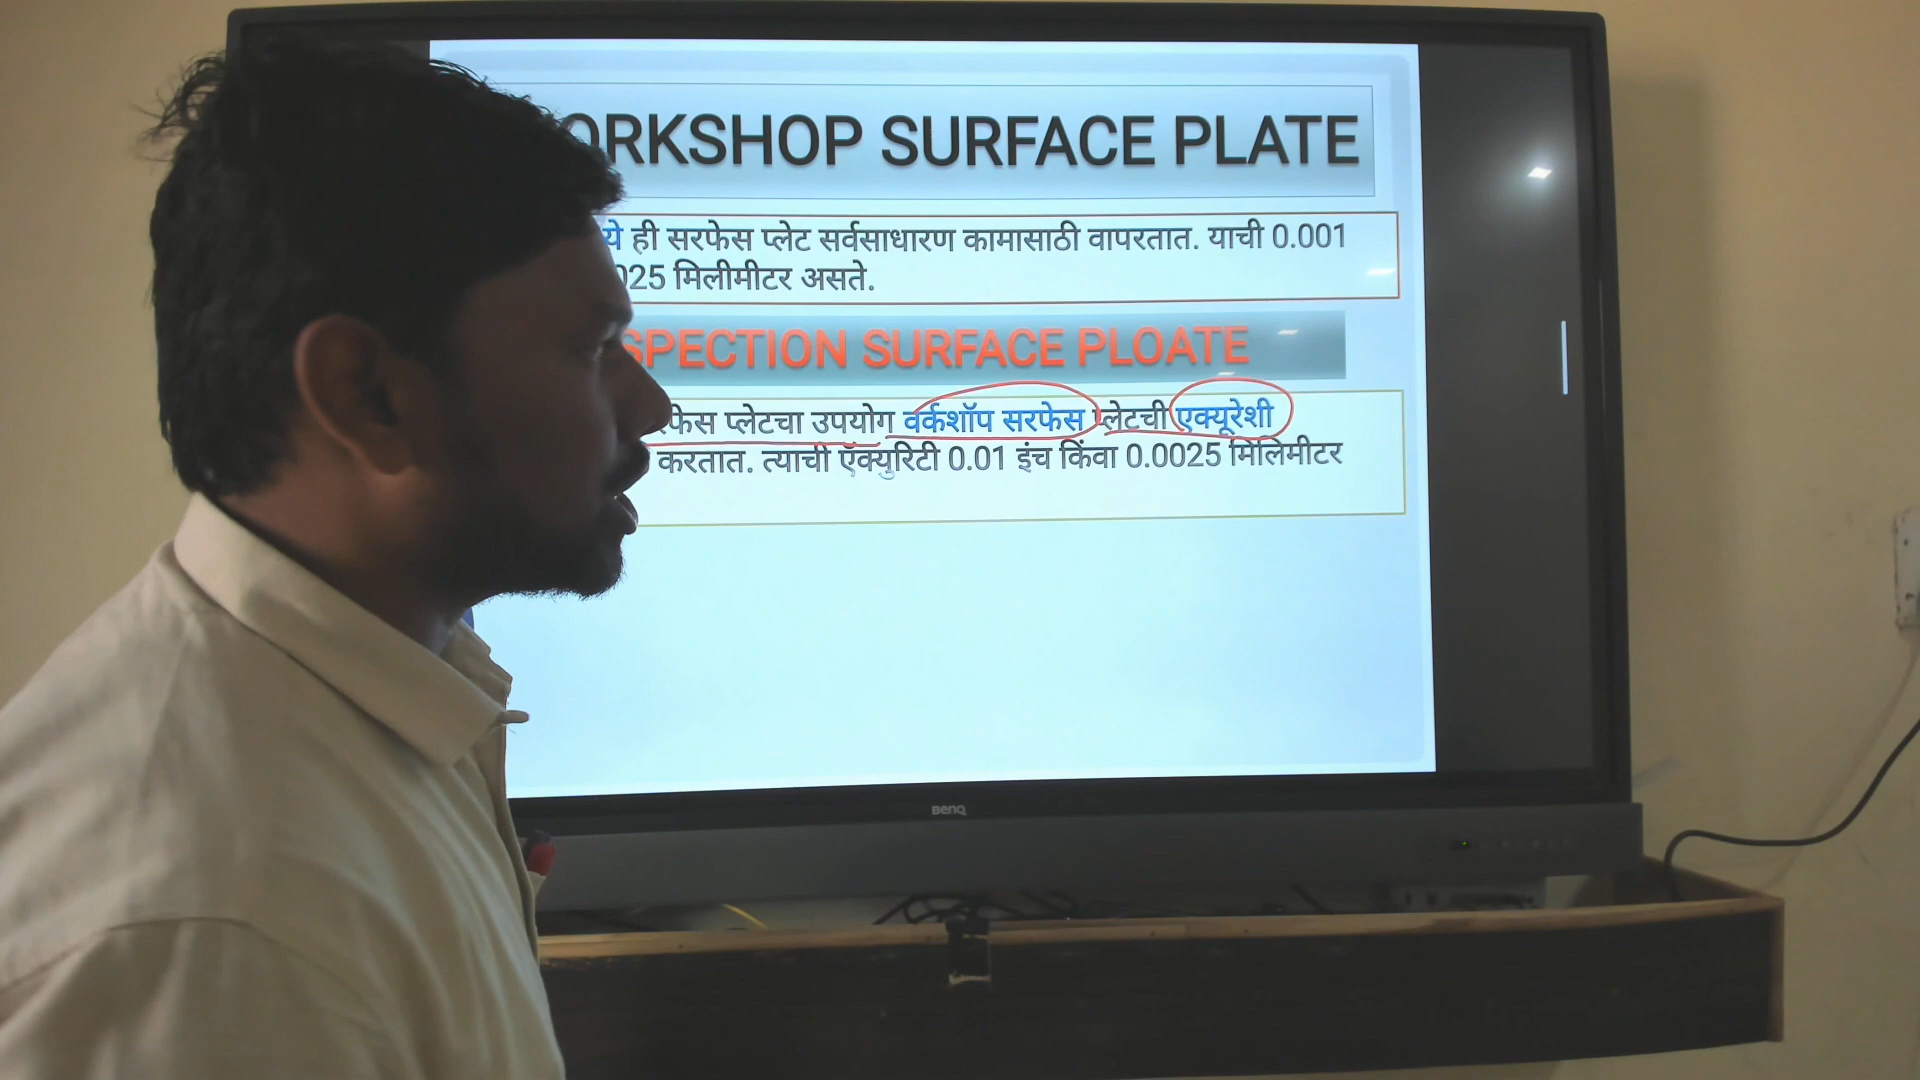 ORKSHOP SURFACE PLATE
ये ही सरफेस प्लेट सर्वसाधारण कामासाठी वापरतात. याची 0.001
025 मिलीमीटर असते.
SPECTION SURFACE PLOATE
फेस प्लेटचा उपयोग वर्कशॉप सरफेस प्लेटची एक्यूरेशी
करतात. त्याची ऍक्युरिटी 0.01 इंच किंवा 0.0025 मिलिमीटर
BenQ